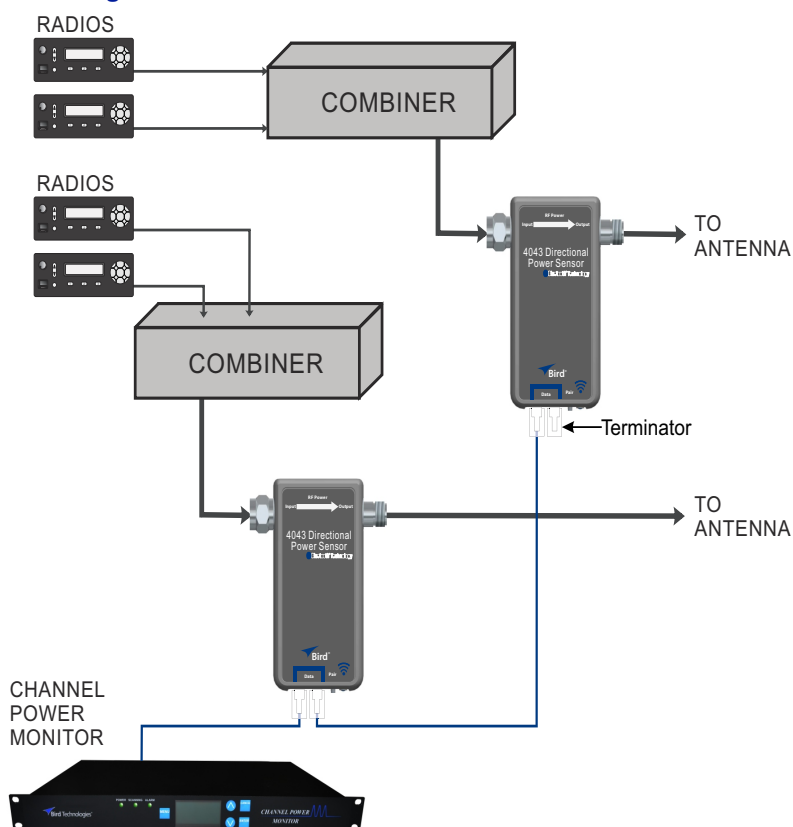 RADIOS
COMBINER
RADIOS
RF Power
Input
Output
4043 Directional
Power Sensor
TO
ANTENNA
COMBINER
Bird
Data
Pair
Terminator
RF Power
Input
Output
4043 Directional
Power Sensor
TO
ANTENNA
Bird
Data
Pair
CHANNEL
POWER
MONITOR
POWER
ALARM
Bird Technologies
CHANNEL POWER
MONITOR